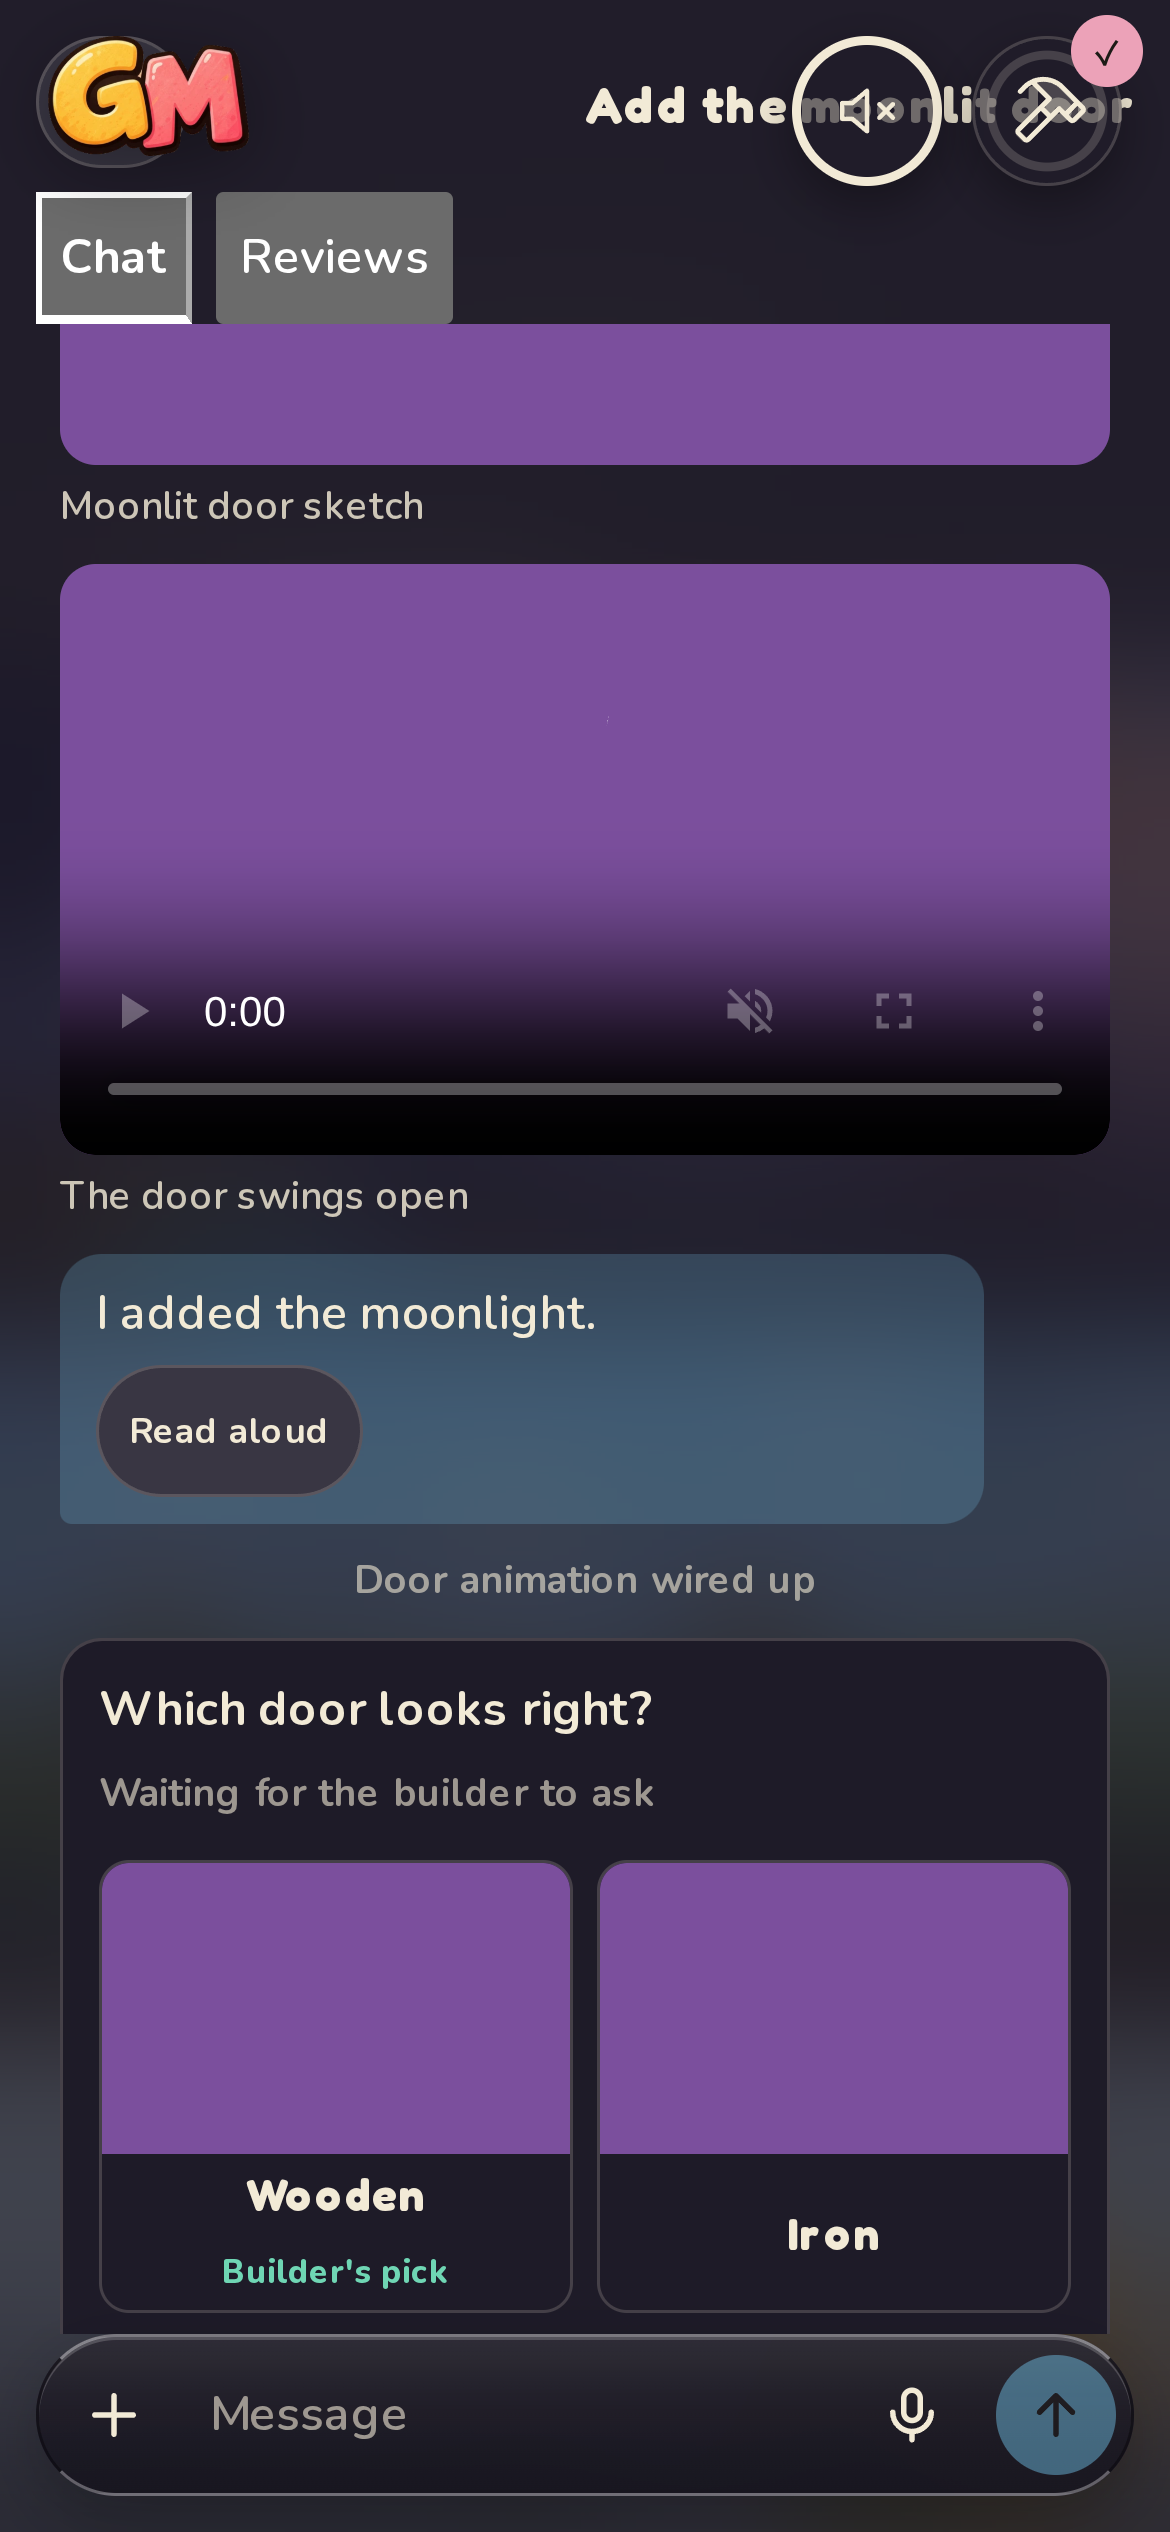 GM
Add the moonlit door
Chat
Reviews
Moonlit door sketch
0:00
The door swings open
I added the moonlight.
Read aloud
Door animation wired up
Which door looks right?
Waiting for the builder to ask
Wooden
Builder's pick
Iron
Message